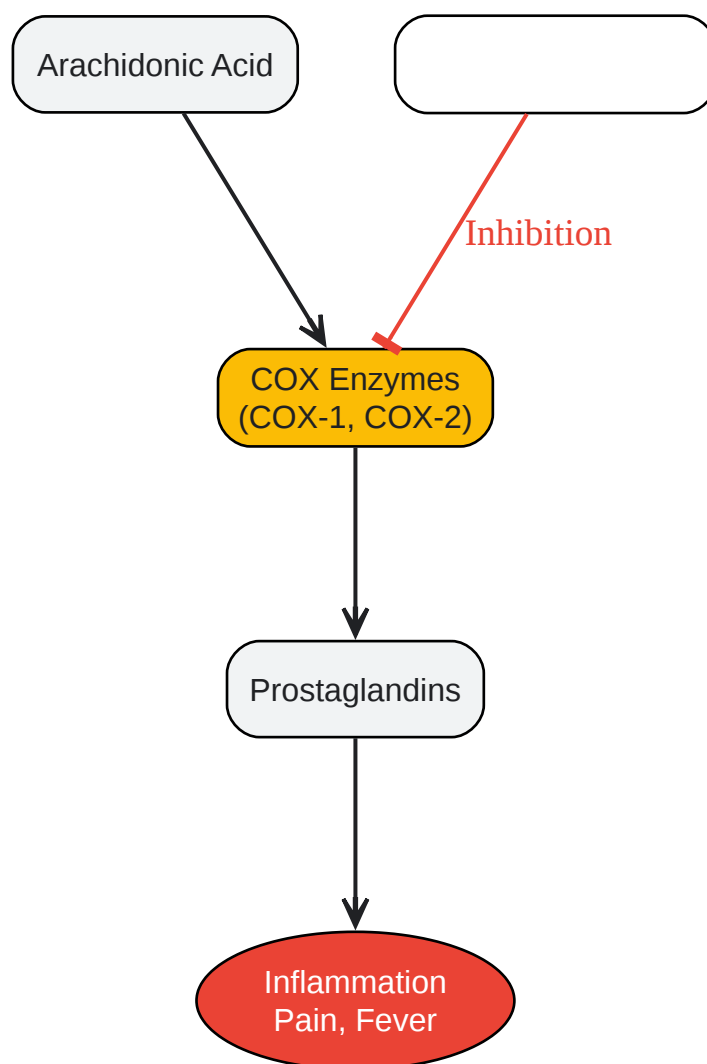 Arachidonic Acid
Inhibition
COX Enzymes
(COX-1, COX-2)
Prostaglandins
Inflammation
Pain, Fever